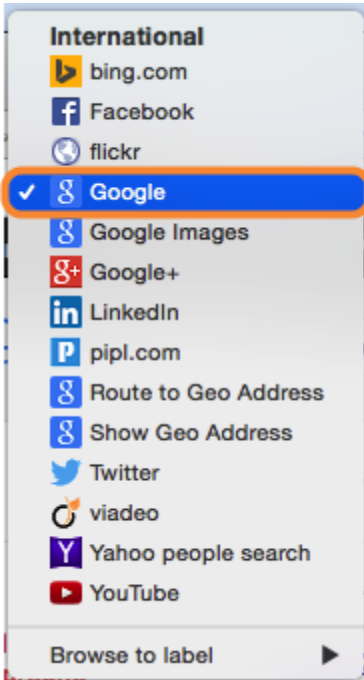 International
bing.com
Facebook
flickr
Google
Google Images
Google+
LinkedIn
pipl.com
Route to Geo Address
Show Geo Address
Twitter
viadeo
Yahoo people search
YouTube
Browse to label